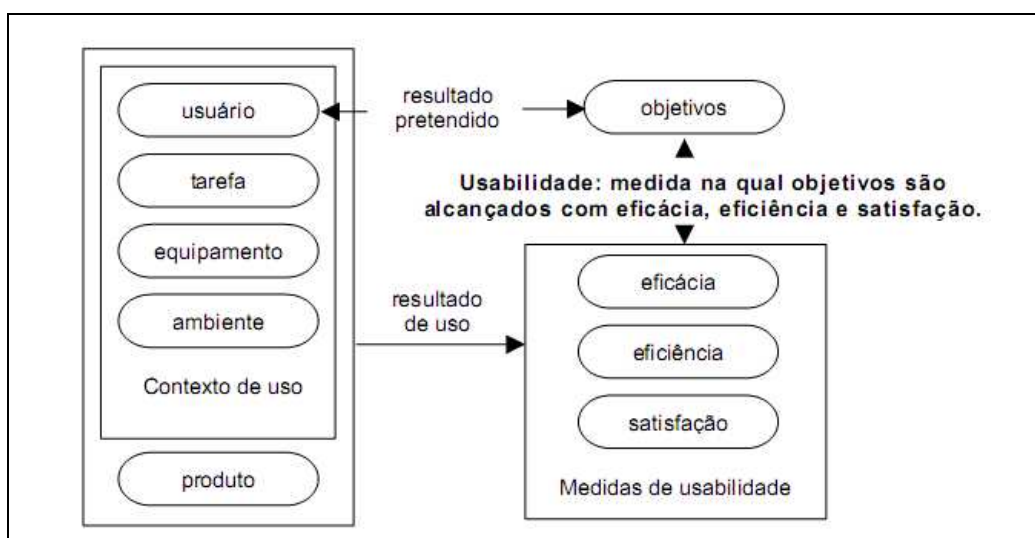 usuário
tarefa
equipamento
ambiente
Contexto de uso
produto
resultado
pretendido
objetivos
Usabilidade: medida na qual objetivos são
alcançados com eficácia, eficiência e satisfação.
resultado
de uso
eficácia
eficiência
satisfação
Medidas de usabilidade